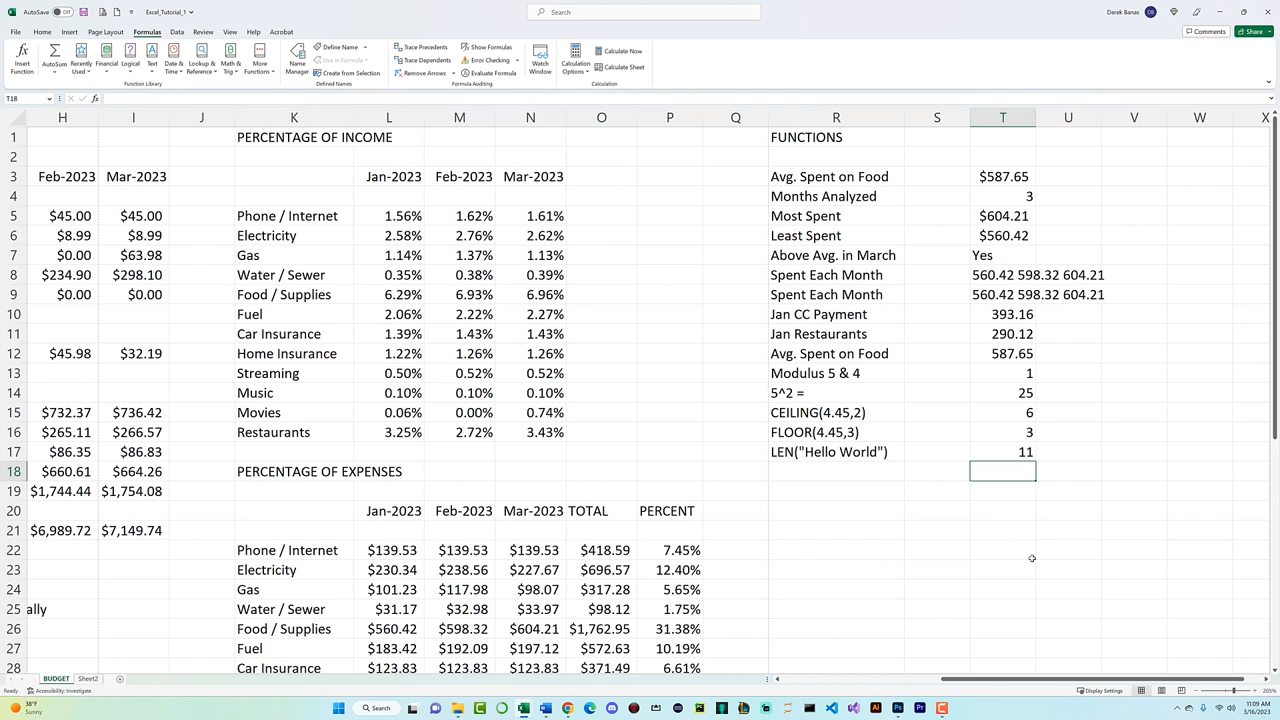 AutoSave Off Excel_Tutorial_1 Search Derek Banas DB
File Home Insert Page Layout Formulas Data Review View Help Acrobat Comments Share
Insert Function AutoSum Recently Used Financial Logical Text Date & Time Lookup & Reference Math & Trig More Functions Name Manager Define Name Use in Formula Create from Selection Trace Precedents Trace Dependents Remove Arrows Show Formulas Error Checking Evaluate Formula Watch Window Calculation Options Calculate Now Calculate Sheet
Function Library Defined Names Formula Auditing Calculation
T18 fx
H I J K L M N O P Q R S T U V W X
1 PERCENTAGE OF INCOME FUNCTIONS
2
3 Feb-2023 Mar-2023 Jan-2023 Feb-2023 Mar-2023 Avg. Spent on Food $587.65
4 Months Analyzed 3
5 $45.00 $45.00 Phone / Internet 1.56% 1.62% 1.61% Most Spent $604.21
6 $8.99 $8.99 Electricity 2.58% 2.76% 2.62% Least Spent $560.42
7 $0.00 $63.98 Gas 1.14% 1.37% 1.13% Above Avg. in March Yes
8 $234.90 $298.10 Water / Sewer 0.35% 0.38% 0.39% Spent Each Month 560.42 598.32 604.21
9 $0.00 $0.00 Food / Supplies 6.29% 6.93% 6.96% Spent Each Month 560.42 598.32 604.21
10 Fuel 2.06% 2.22% 2.27% Jan CC Payment 393.16
11 Car Insurance 1.39% 1.43% 1.43% Jan Restaurants 290.12
12 $45.98 $32.19 Home Insurance 1.22% 1.26% 1.26% Avg. Spent on Food 587.65
13 Streaming 0.50% 0.52% 0.52% Modulus 5 & 4 1
14 Music 0.10% 0.10% 0.10% 5^2 = 25
15 $732.37 $736.42 Movies 0.06% 0.00% 0.74% CEILING(4.45,2) 6
16 $265.11 $266.57 Restaurants 3.25% 2.72% 3.43% FLOOR(4.45,3) 3
17 $86.35 $86.83 LEN("Hello World") 11
18 $660.61 $664.26 PERCENTAGE OF EXPENSES
19 $1,744.44 $1,754.08
20 Jan-2023 Feb-2023 Mar-2023 TOTAL PERCENT
21 $6,989.72 $7,149.74
22 Phone / Internet $139.53 $139.53 $139.53 $418.59 7.45%
23 Electricity $230.34 $238.56 $227.67 $696.57 12.40%
24 Gas $101.23 $117.98 $98.07 $317.28 5.65%
25 ally Water / Sewer $31.17 $32.98 $33.97 $98.12 1.75%
26 Food / Supplies $560.42 $598.32 $604.21 $1,762.95 31.38%
27 Fuel $183.42 $192.09 $197.12 $572.63 10.19%
28 Car Insurance $123.83 $123.83 $123.83 $371.49 6.61%
BUDGET Sheet2
Ready Accessibility: Investigate Display Settings 205%
38°F Search 11:09 AM
Sunny 3/16/2023